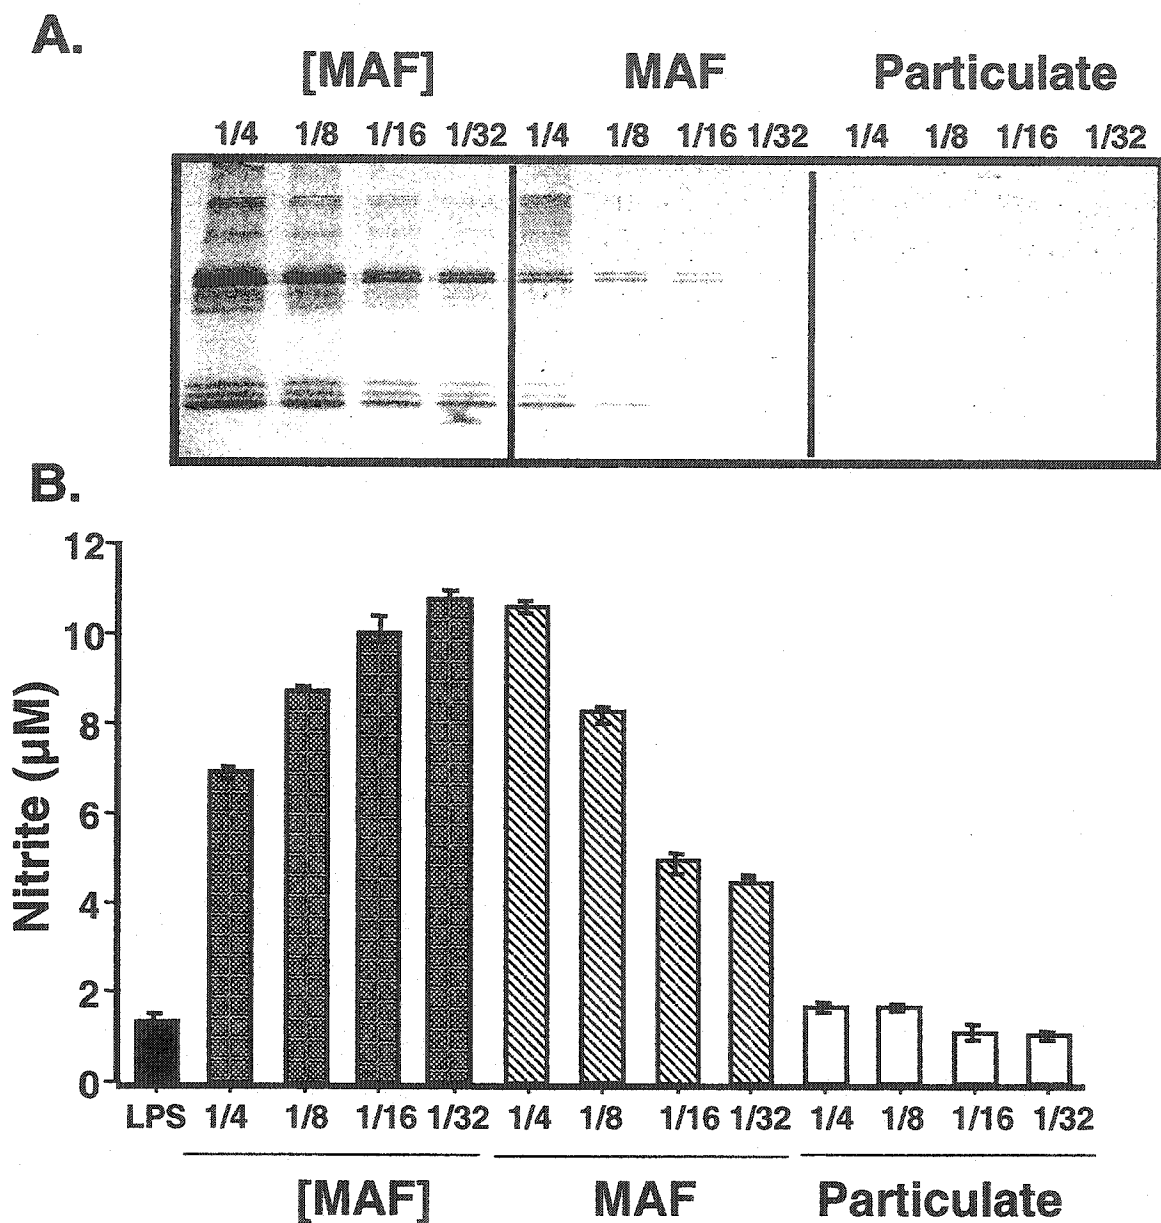 A.
[MAF] MAF Particulate
1/4 1/8 1/16 1/32 1/4 1/8 1/16 1/32 1/4 1/8 1/16 1/32
B.
12
10
8
6
4
2
0
Nitrite (µM)
LPS 1/4 1/8 1/16 1/32 1/4 1/8 1/16 1/32 1/4 1/8 1/16 1/32
[MAF] MAF Particulate